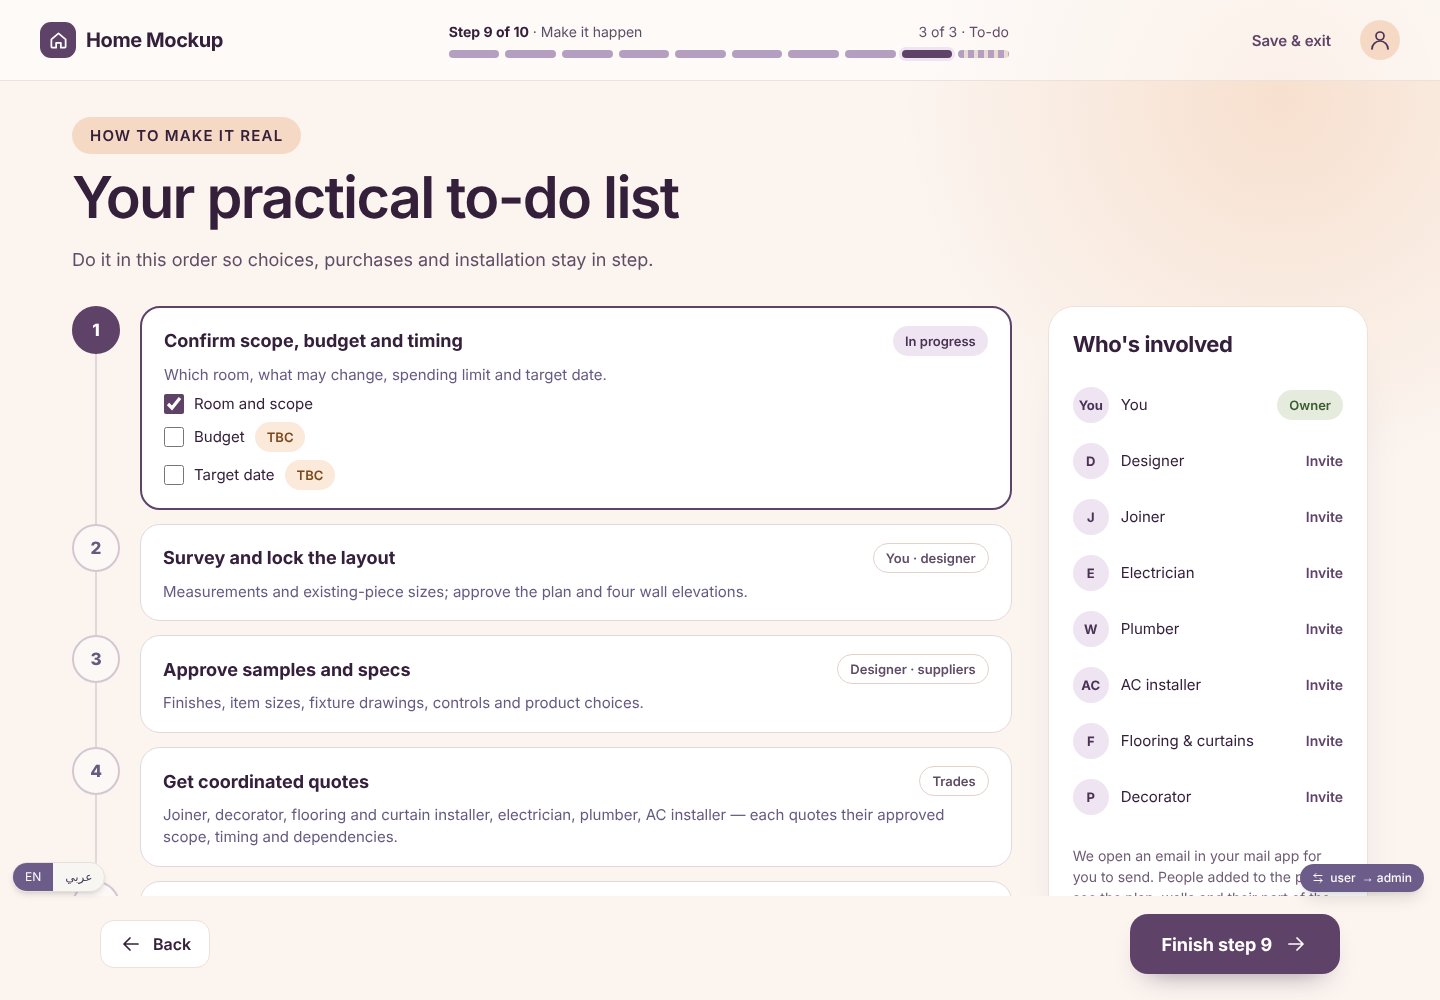 Home Mockup
Step 9 of 10 · Make it happen
3 of 3 · To-do
Save & exit
HOW TO MAKE IT REAL
Your practical to-do list
Do it in this order so choices, purchases and installation stay in step.
1
Confirm scope, budget and timing
In progress
Which room, what may change, spending limit and target date.
Room and scope
Budget TBC
Target date TBC
2
Survey and lock the layout
You · designer
Measurements and existing-piece sizes; approve the plan and four wall elevations.
3
Approve samples and specs
Designer · suppliers
Finishes, item sizes, fixture drawings, controls and product choices.
4
Get coordinated quotes
Trades
Joiner, decorator, flooring and curtain installer, electrician, plumber, AC installer — each quotes their approved
scope, timing and dependencies.
Who's involved
You You Owner
D Designer Invite
J Joiner Invite
E Electrician Invite
W Plumber Invite
AC AC installer Invite
F Flooring & curtains Invite
P Decorator Invite
We open an email in your mail app for
you to send. People added to the
EN عربي
⇆ user → admin
← Back
Finish step 9 →